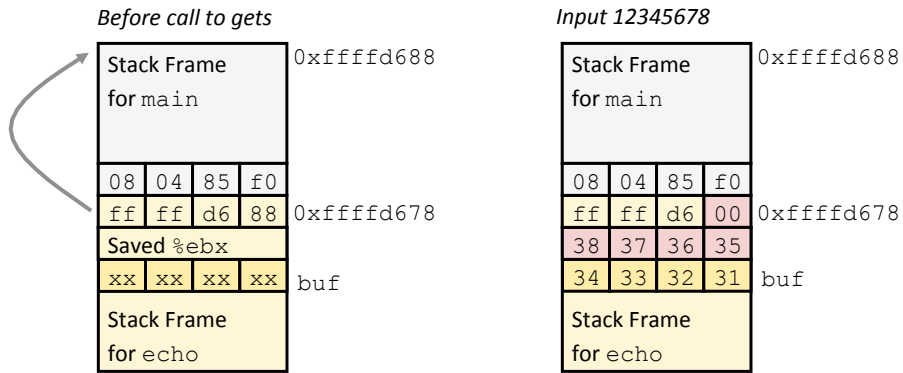 Before call to gets
Stack Frame
for main
0xffffd688
08 04 85 f0
ff ff d6 88 0xffffd678
Saved %ebx
xx xx xx xx buf
Stack Frame
for echo
Input 12345678
Stack Frame
for main
0xffffd688
08 04 85 f0
ff ff d6 00 0xffffd678
38 37 36 35
34 33 32 31 buf
Stack Frame
for echo